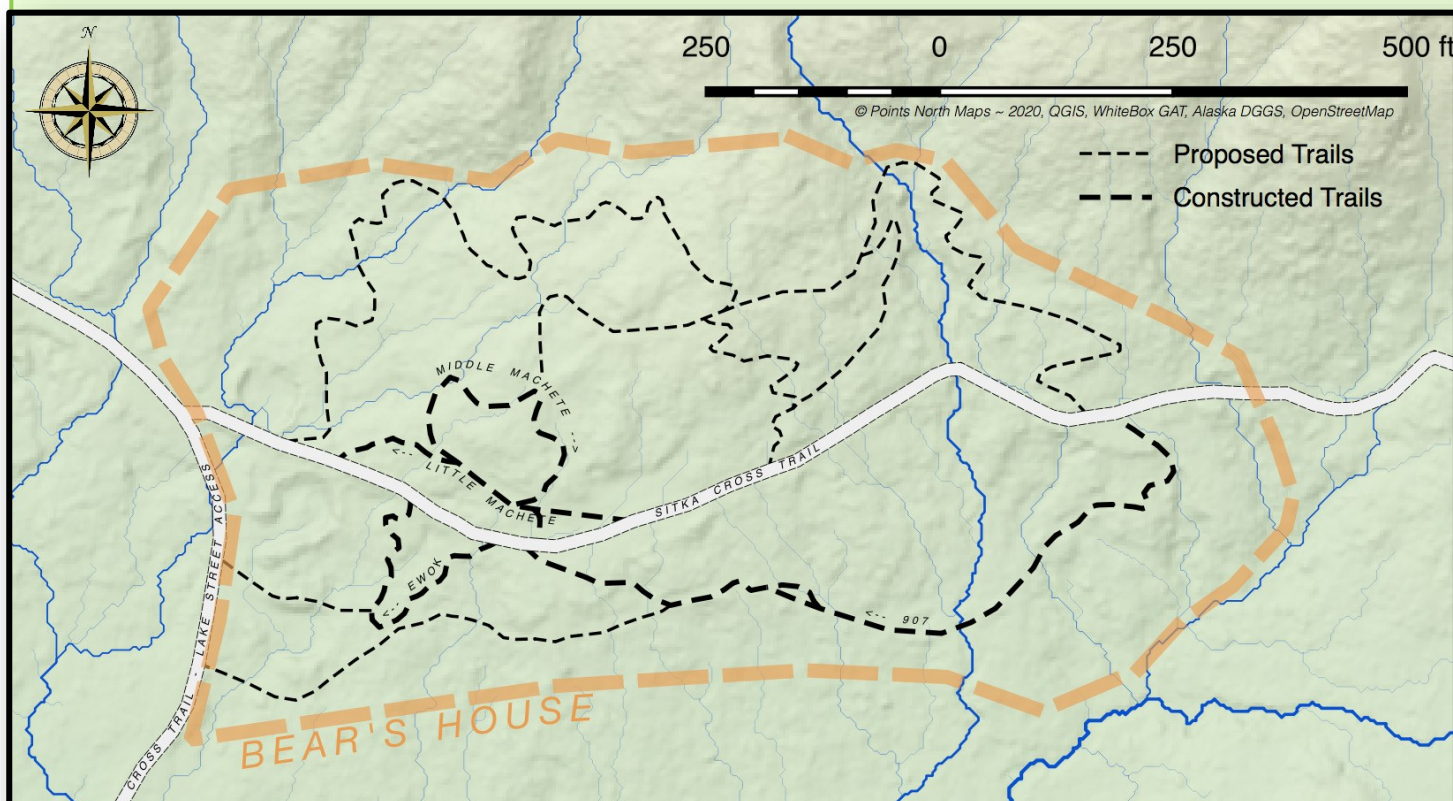 N
250 0 250 500 ft
© Points North Maps ~ 2020, QGIS, WhiteBox GAT, Alaska DGGS, OpenStreetMap
Proposed Trails
Constructed Trails
MIDDLE MACHETE -->
<-- LITTLE MACHETE
SITKA CROSS TRAIL
CROSS TRAIL - LAKE STREET ACCESS
<-- EWOK
<-- 907
BEAR'S HOUSE